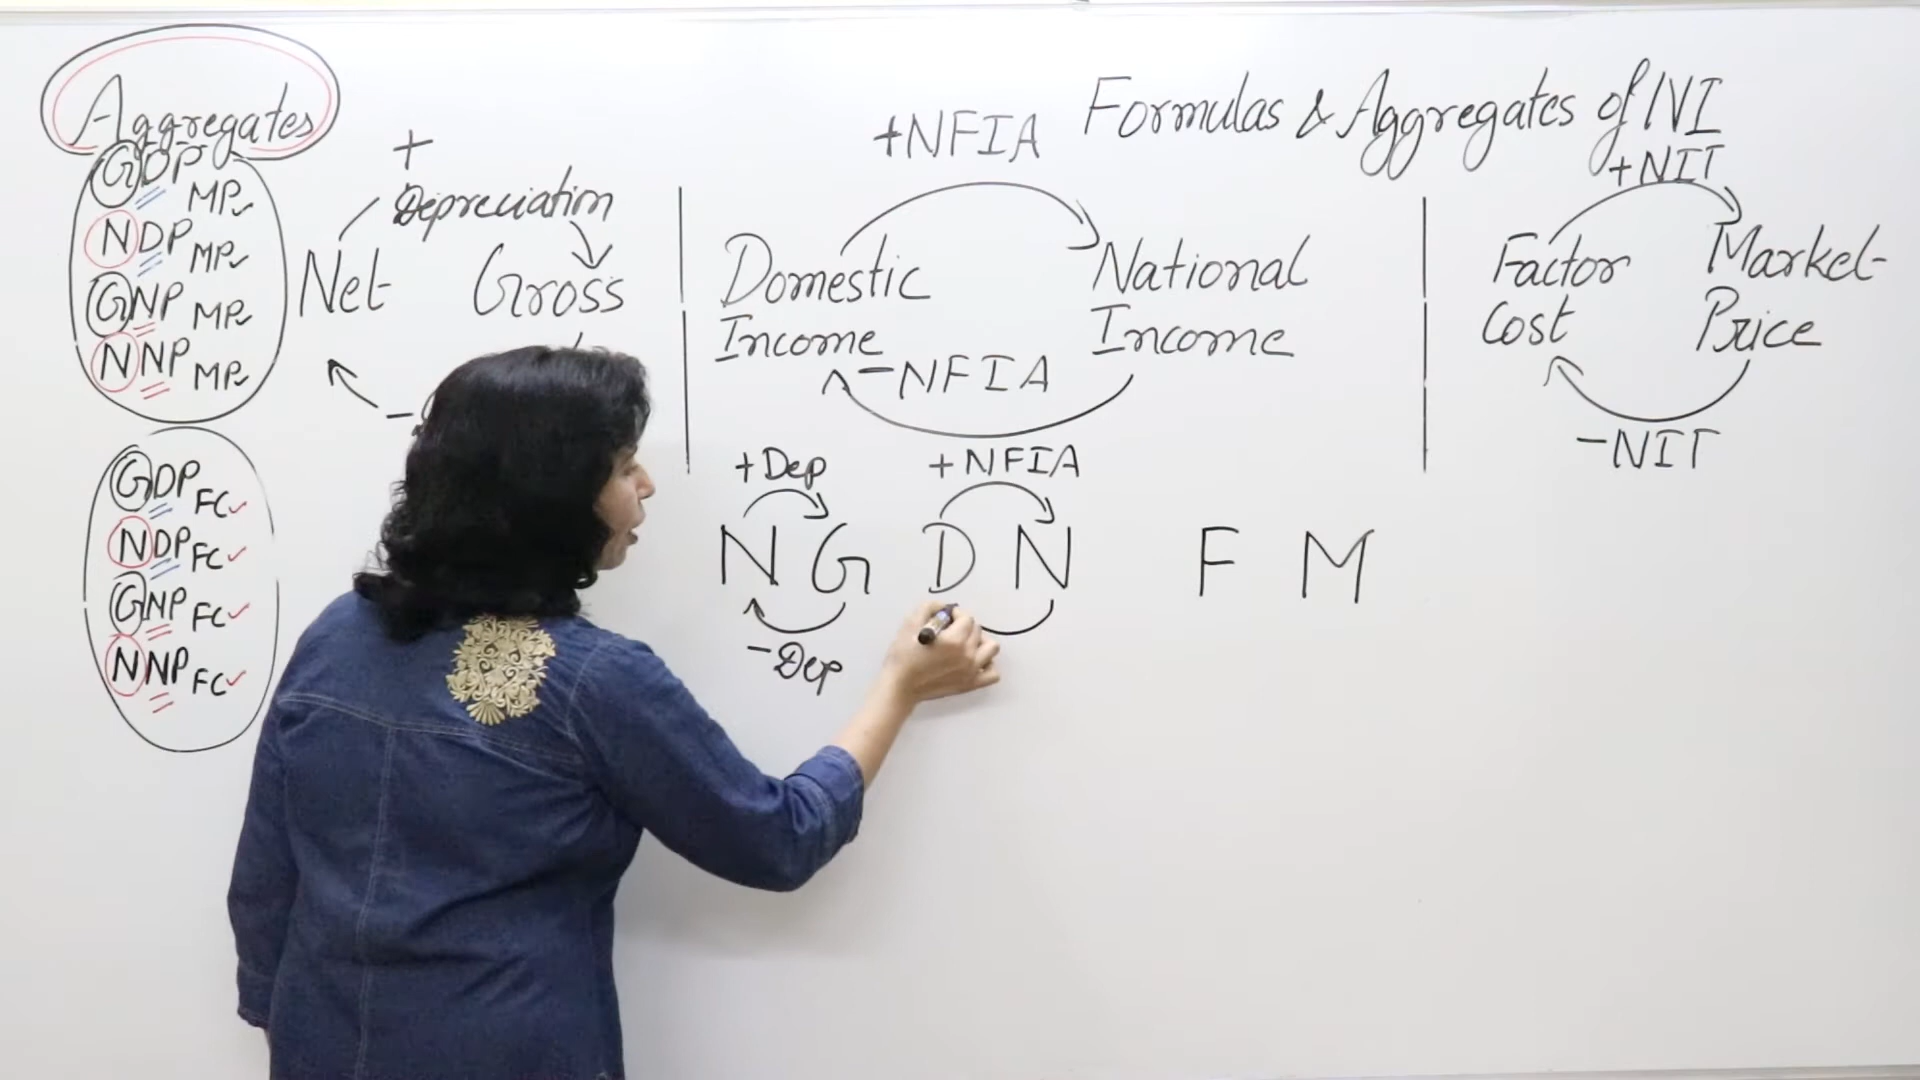 Formulas & Aggregates of NI
Aggregates
GDP MP
NDP MP
GNP MP
NNP MP
GDP FC
NDP FC
GNP FC
NNP FC
+
Depreciation
Net Gross
-
+NFIA
Domestic Income
National Income
-NFIA
+NIT
Factor Cost
Market Price
-NIT
+Dep
N G
-Dep
+NFIA
D N
F M